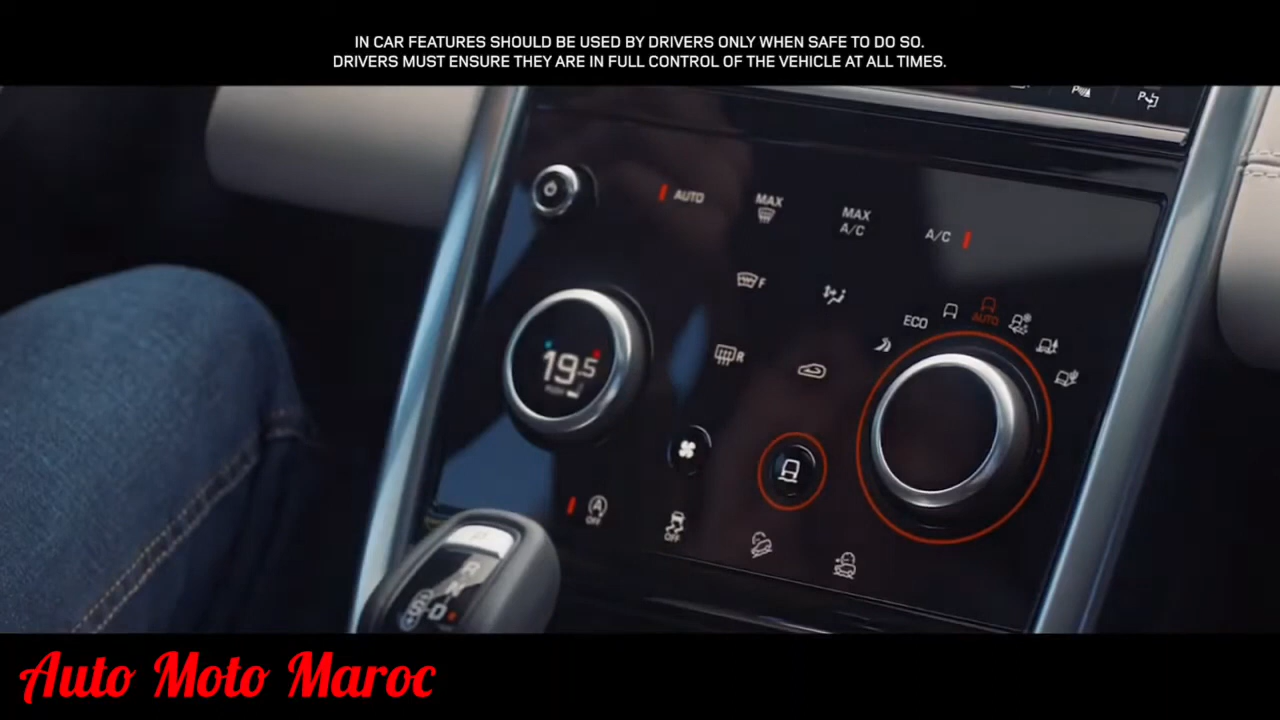 IN CAR FEATURES SHOULD BE USED BY DRIVERS ONLY WHEN SAFE TO DO SO.
DRIVERS MUST ENSURE THEY ARE IN FULL CONTROL OF THE VEHICLE AT ALL TIMES.
P P
AUTO
MAX
MAX
A/C
A/C
F
ECO
AUTO
R
19.5
A
OFF
OFF
R
N
D
S
Auto Moto Maroc